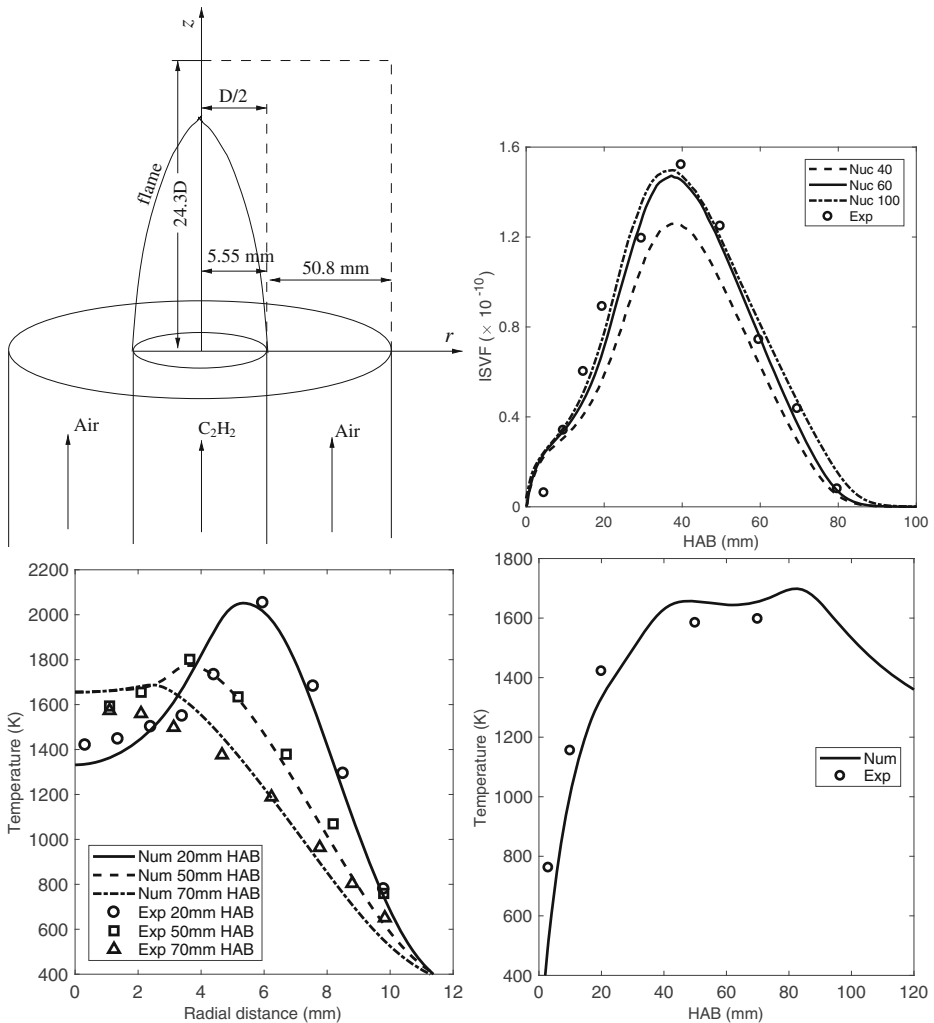 z
D/2
flame
24.3D
5.55 mm
50.8 mm
r
Air
C₂H₂
Air
1.6
1.2
0.8
0.4
0
ISVF (× 10⁻¹⁰)
Nuc 40
Nuc 60
Nuc 100
Exp
0 20 40 60 80 100
HAB (mm)
2200
2000
1800
1600
1400
1200
1000
800
600
400
Temperature (K)
Num 20mm HAB
Num 50mm HAB
Num 70mm HAB
Exp 20mm HAB
Exp 50mm HAB
Exp 70mm HAB
0 2 4 6 8 10 12
Radial distance (mm)
1800
1600
1400
1200
1000
800
600
400
Temperature (K)
Num
Exp
0 20 40 60 80 100 120
HAB (mm)